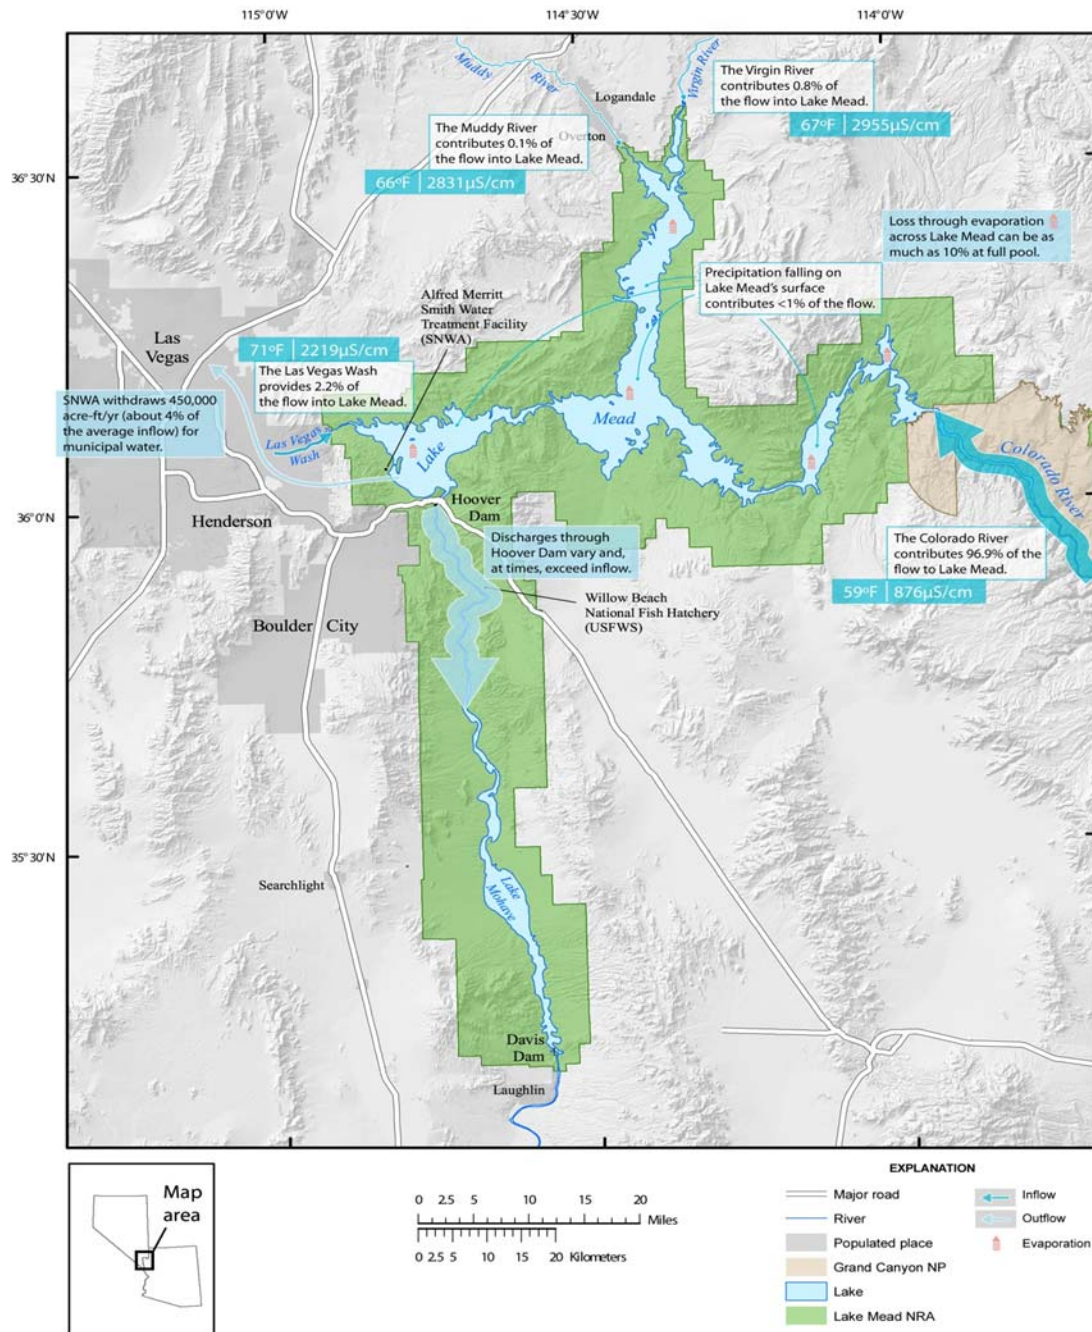 115°0'W
114°30'W
114°0'W
36°30'N
36°0'N
35°30'N
Muddy
River
Virgin River
Logandale
Overton
The Virgin River
contributes 0.8% of
the flow into Lake Mead.
67ºF | 2955µS/cm
The Muddy River
contributes 0.1% of
the flow into Lake Mead.
66ºF | 2831µS/cm
Loss through evaporation
across Lake Mead can be as
much as 10% at full pool.
Precipitation falling on
Lake Mead's surface
contributes <1% of the flow.
Alfred Merritt
Smith Water
Treatment Facility
(SNWA)
Las
Vegas
71ºF | 2219µS/cm
The Las Vegas Wash
provides 2.2% of
the flow into Lake Mead.
SNWA withdraws 450,000
acre-ft/yr (about 4% of
the average inflow) for
municipal water.
Las Vegas
Wash
Lake
Mead
Colorado River
Henderson
Hoover
Dam
Discharges through
Hoover Dam vary and,
at times, exceed inflow.
The Colorado River
contributes 96.9% of the
flow to Lake Mead.
59ºF | 876µS/cm
Willow Beach
National Fish Hatchery
(USFWS)
Boulder City
Searchlight
Lake
Mohave
Davis
Dam
Laughlin
Map
area
0 2.5 5 10 15 20
Miles
0 2.5 5 10 15 20 Kilometers
EXPLANATION
Major road
River
Populated place
Grand Canyon NP
Lake
Lake Mead NRA
Inflow
Outflow
Evaporation